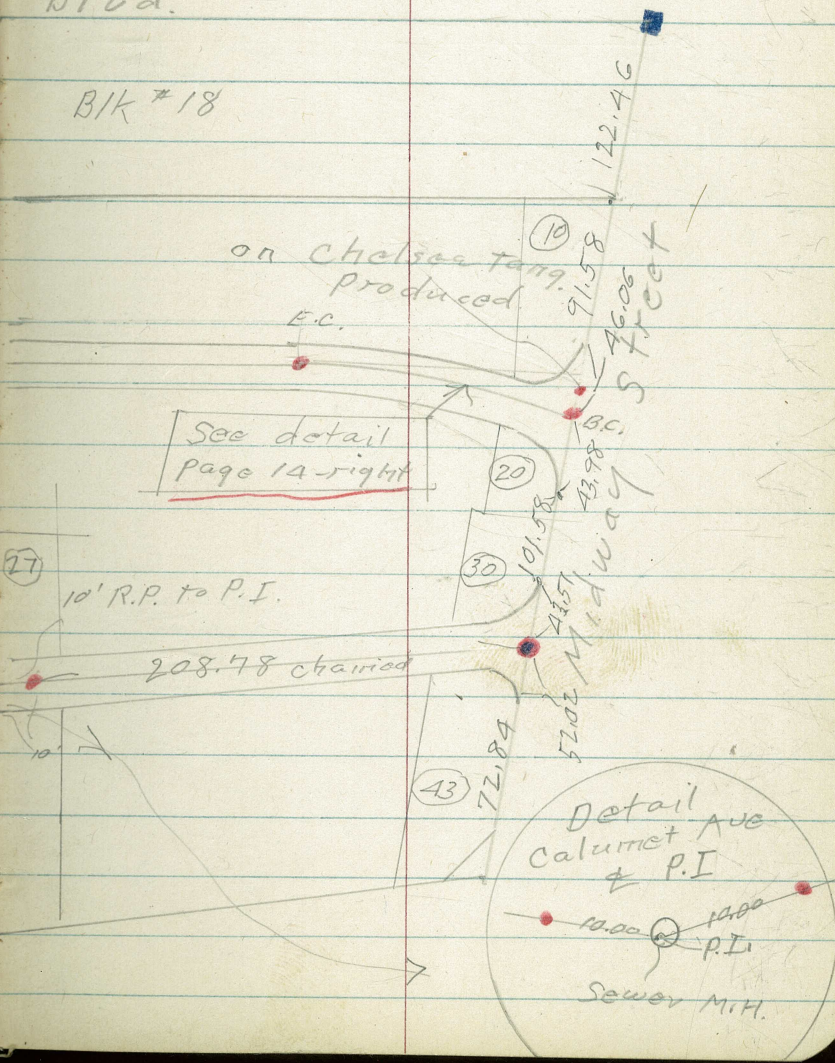 Blvd.
Blk # 18
122.46
10
on Chelsea Tang.
Produced
91.58
46.06
E.C.
B.C.
See detail
Page 14-right
20
43.98
Midway Street
101.58
27
30
10' R.P. to P.I.
43.51
208.78 chained
52.02
10'
43
72.84
Detail
Calumet Ave
℄ P.I
10.00
10.00
P.I.
Sewer M.H.